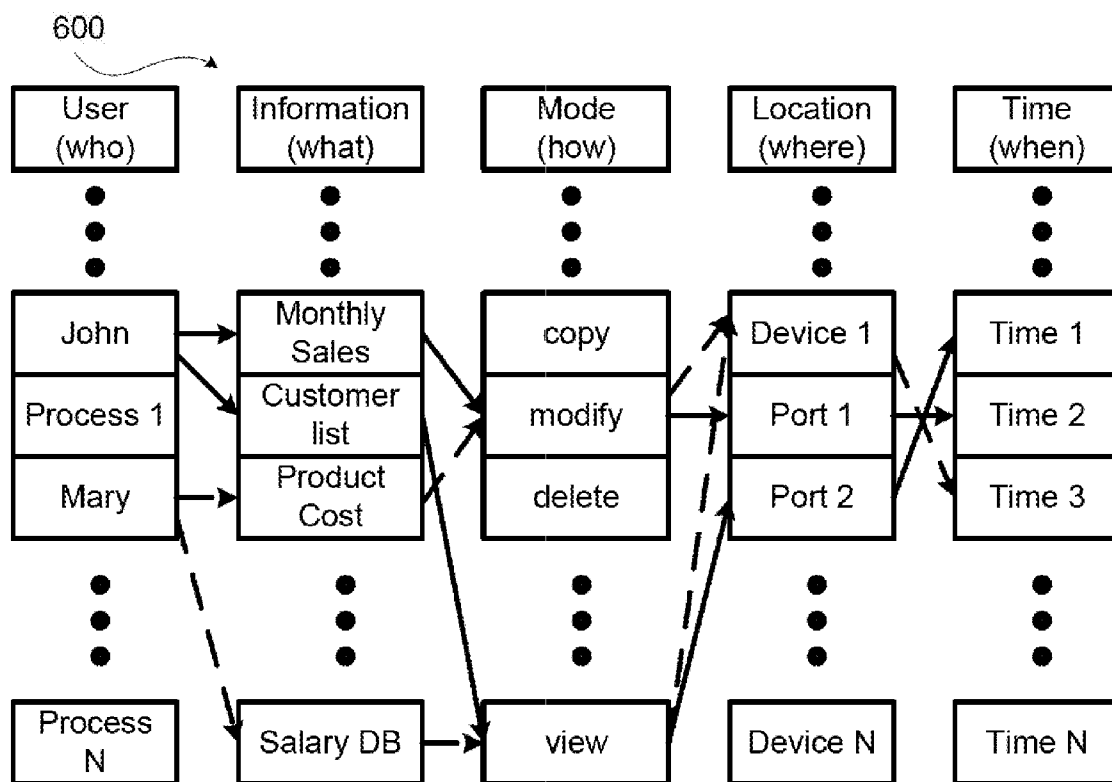 600
User
(who)
Information
(what)
Mode
(how)
Location
(where)
Time
(when)
John
Monthly
Sales
copy
Device 1
Time 1
Process 1
Customer
list
modify
Port 1
Time 2
Mary
Product
Cost
delete
Port 2
Time 3
Process
N
Salary DB
view
Device N
Time N